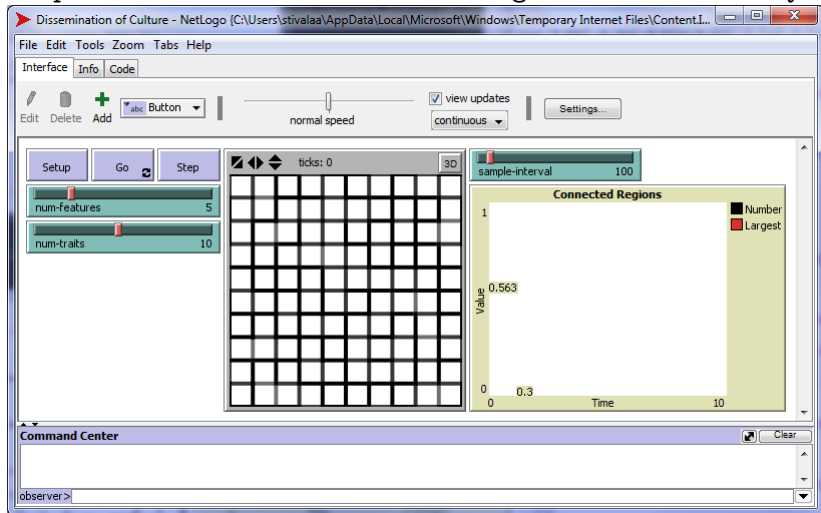 Dissemination of Culture - NetLogo {C:\Users\stivalaa\AppData\Local\Microsoft\Windows\Temporary Internet Files\Content.I...
File Edit Tools Zoom Tabs Help
Interface Info Code
Edit Delete Add abc Button normal speed view updates continuous Settings...
Setup Go Step ticks: 0 3D
sample-interval 100
num-features 5
num-traits 10
Connected Regions
1
Number
Largest
Value
0.563
0 0.3
0 Time 10
Command Center Clear
observer>